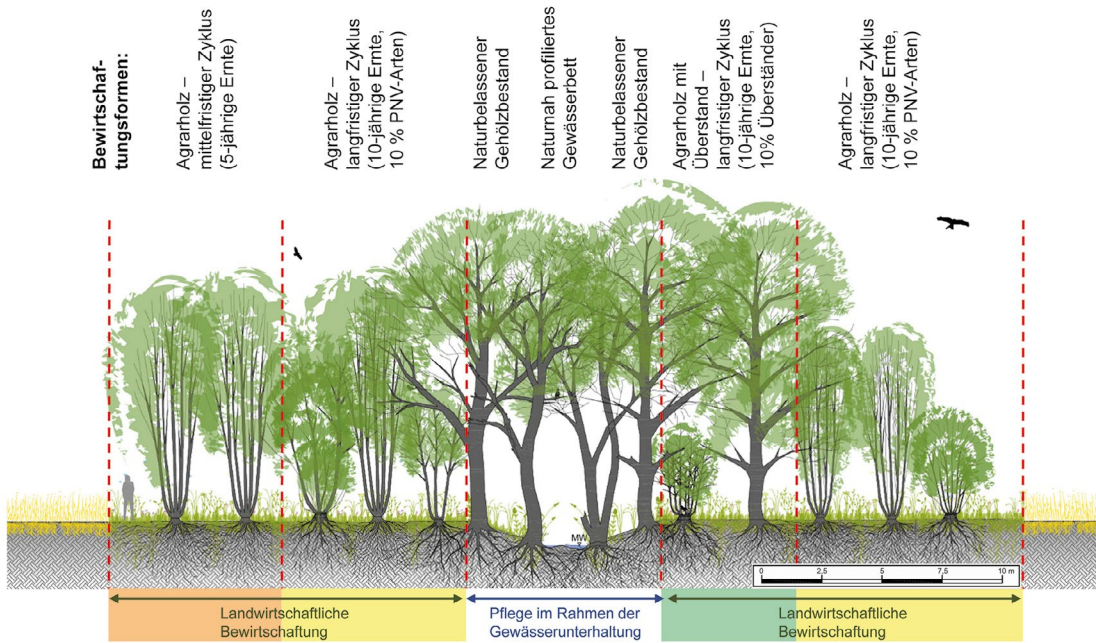 Bewirtschaf-
tungsformen:
Agrarholz –
mittelfristiger Zyklus
(5-jährige Ernte)
Agrarholz –
langfristiger Zyklus
(10-jährige Ernte,
10 % PNV-Arten)
Naturbelassener
Gehölzbestand
Naturnah profiliertes
Gewässerbett
Naturbelassener
Gehölzbestand
Agrarholz mit
Überstand –
langfristiger Zyklus
(10-jährige Ernte,
10% Überständer)
Agrarholz –
langfristiger Zyklus
(10-jährige Ernte,
10 % PNV-Arten)
MW
0 2,5 5 7,5 10 m
Landwirtschaftliche
Bewirtschaftung
Pflege im Rahmen der
Gewässerunterhaltung
Landwirtschaftliche
Bewirtschaftung